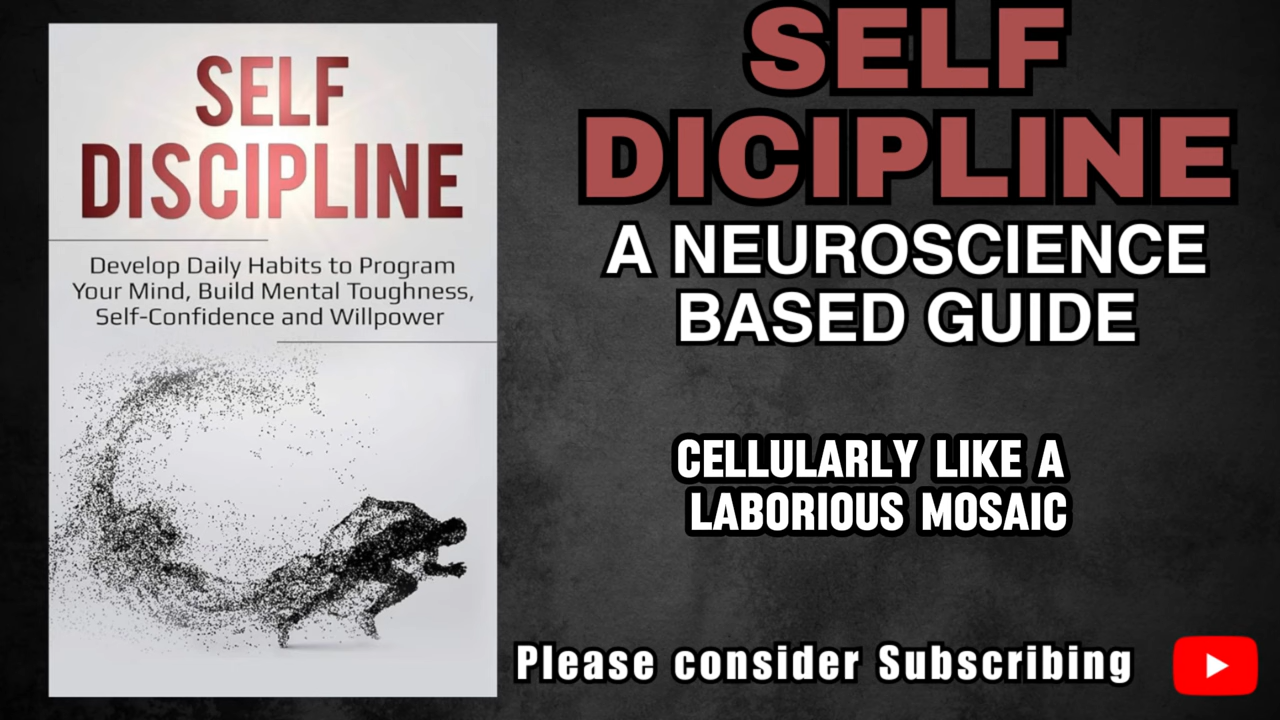 SELF
DISCIPLINE
Develop Daily Habits to Program
Your Mind, Build Mental Toughness,
Self-Confidence and Willpower
SELF
DICIPLINE
A NEUROSCIENCE
BASED GUIDE
CELLULARLY LIKE A
LABORIOUS MOSAIC
Please consider Subscribing